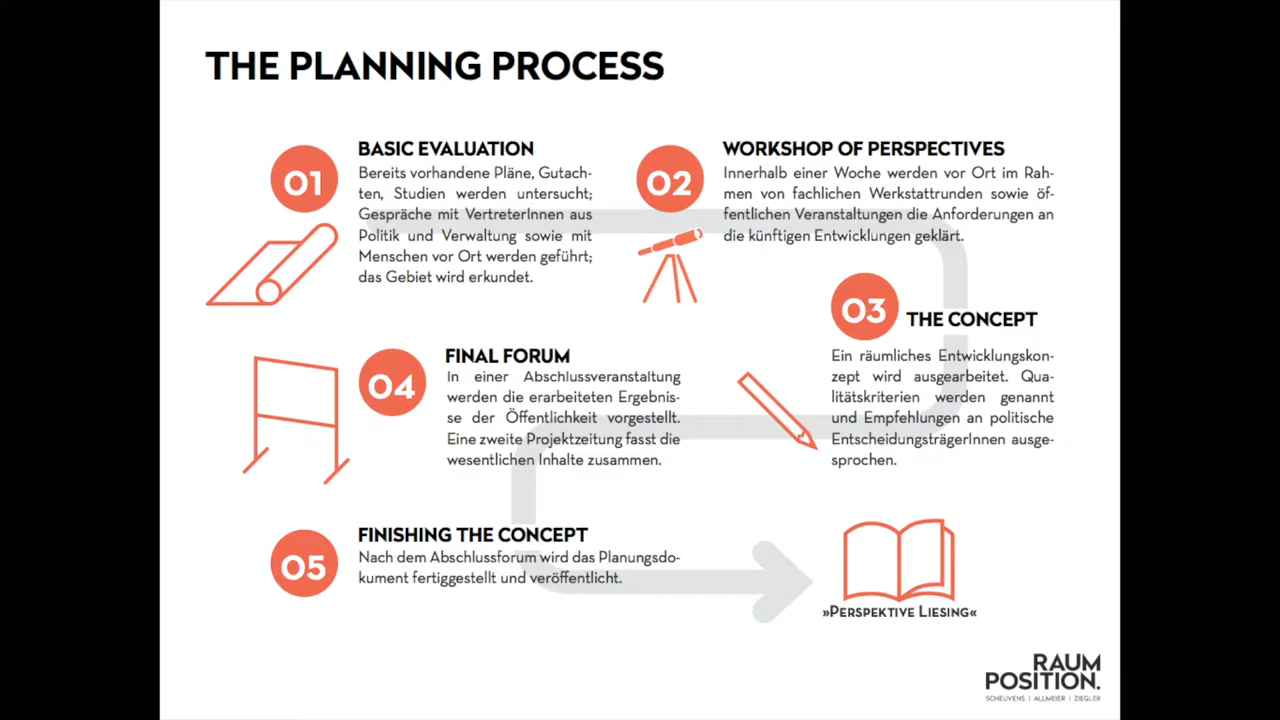 THE PLANNING PROCESS
01
BASIC EVALUATION
Bereits vorhandene Pläne, Gutach-
ten, Studien werden untersucht;
Gespräche mit VertreterInnen aus
Politik und Verwaltung sowie mit
Menschen vor Ort werden geführt;
das Gebiet wird erkundet.
02
WORKSHOP OF PERSPECTIVES
Innerhalb einer Woche werden vor Ort im Rah-
men von fachlichen Werkstattrunden sowie öf-
fentlichen Veranstaltungen die Anforderungen an
die künftigen Entwicklungen geklärt.
03
THE CONCEPT
Ein räumliches Entwicklungskon-
zept wird ausgearbeitet. Qua-
litätskriterien werden genannt
und Empfehlungen an politische
EntscheidungsträgerInnen ausge-
sprochen.
04
FINAL FORUM
In einer Abschlussveranstaltung
werden die erarbeiteten Ergebnis-
se der Öffentlichkeit vorgestellt.
Eine zweite Projektzeitung fasst die
wesentlichen Inhalte zusammen.
05
FINISHING THE CONCEPT
Nach dem Abschlussforum wird das Planungsdo-
kument fertiggestellt und veröffentlicht.
»PERSPEKTIVE LIESING«
RAUM
POSITION.
SCHEUVENS | ALLMEIER | ZIEGLER